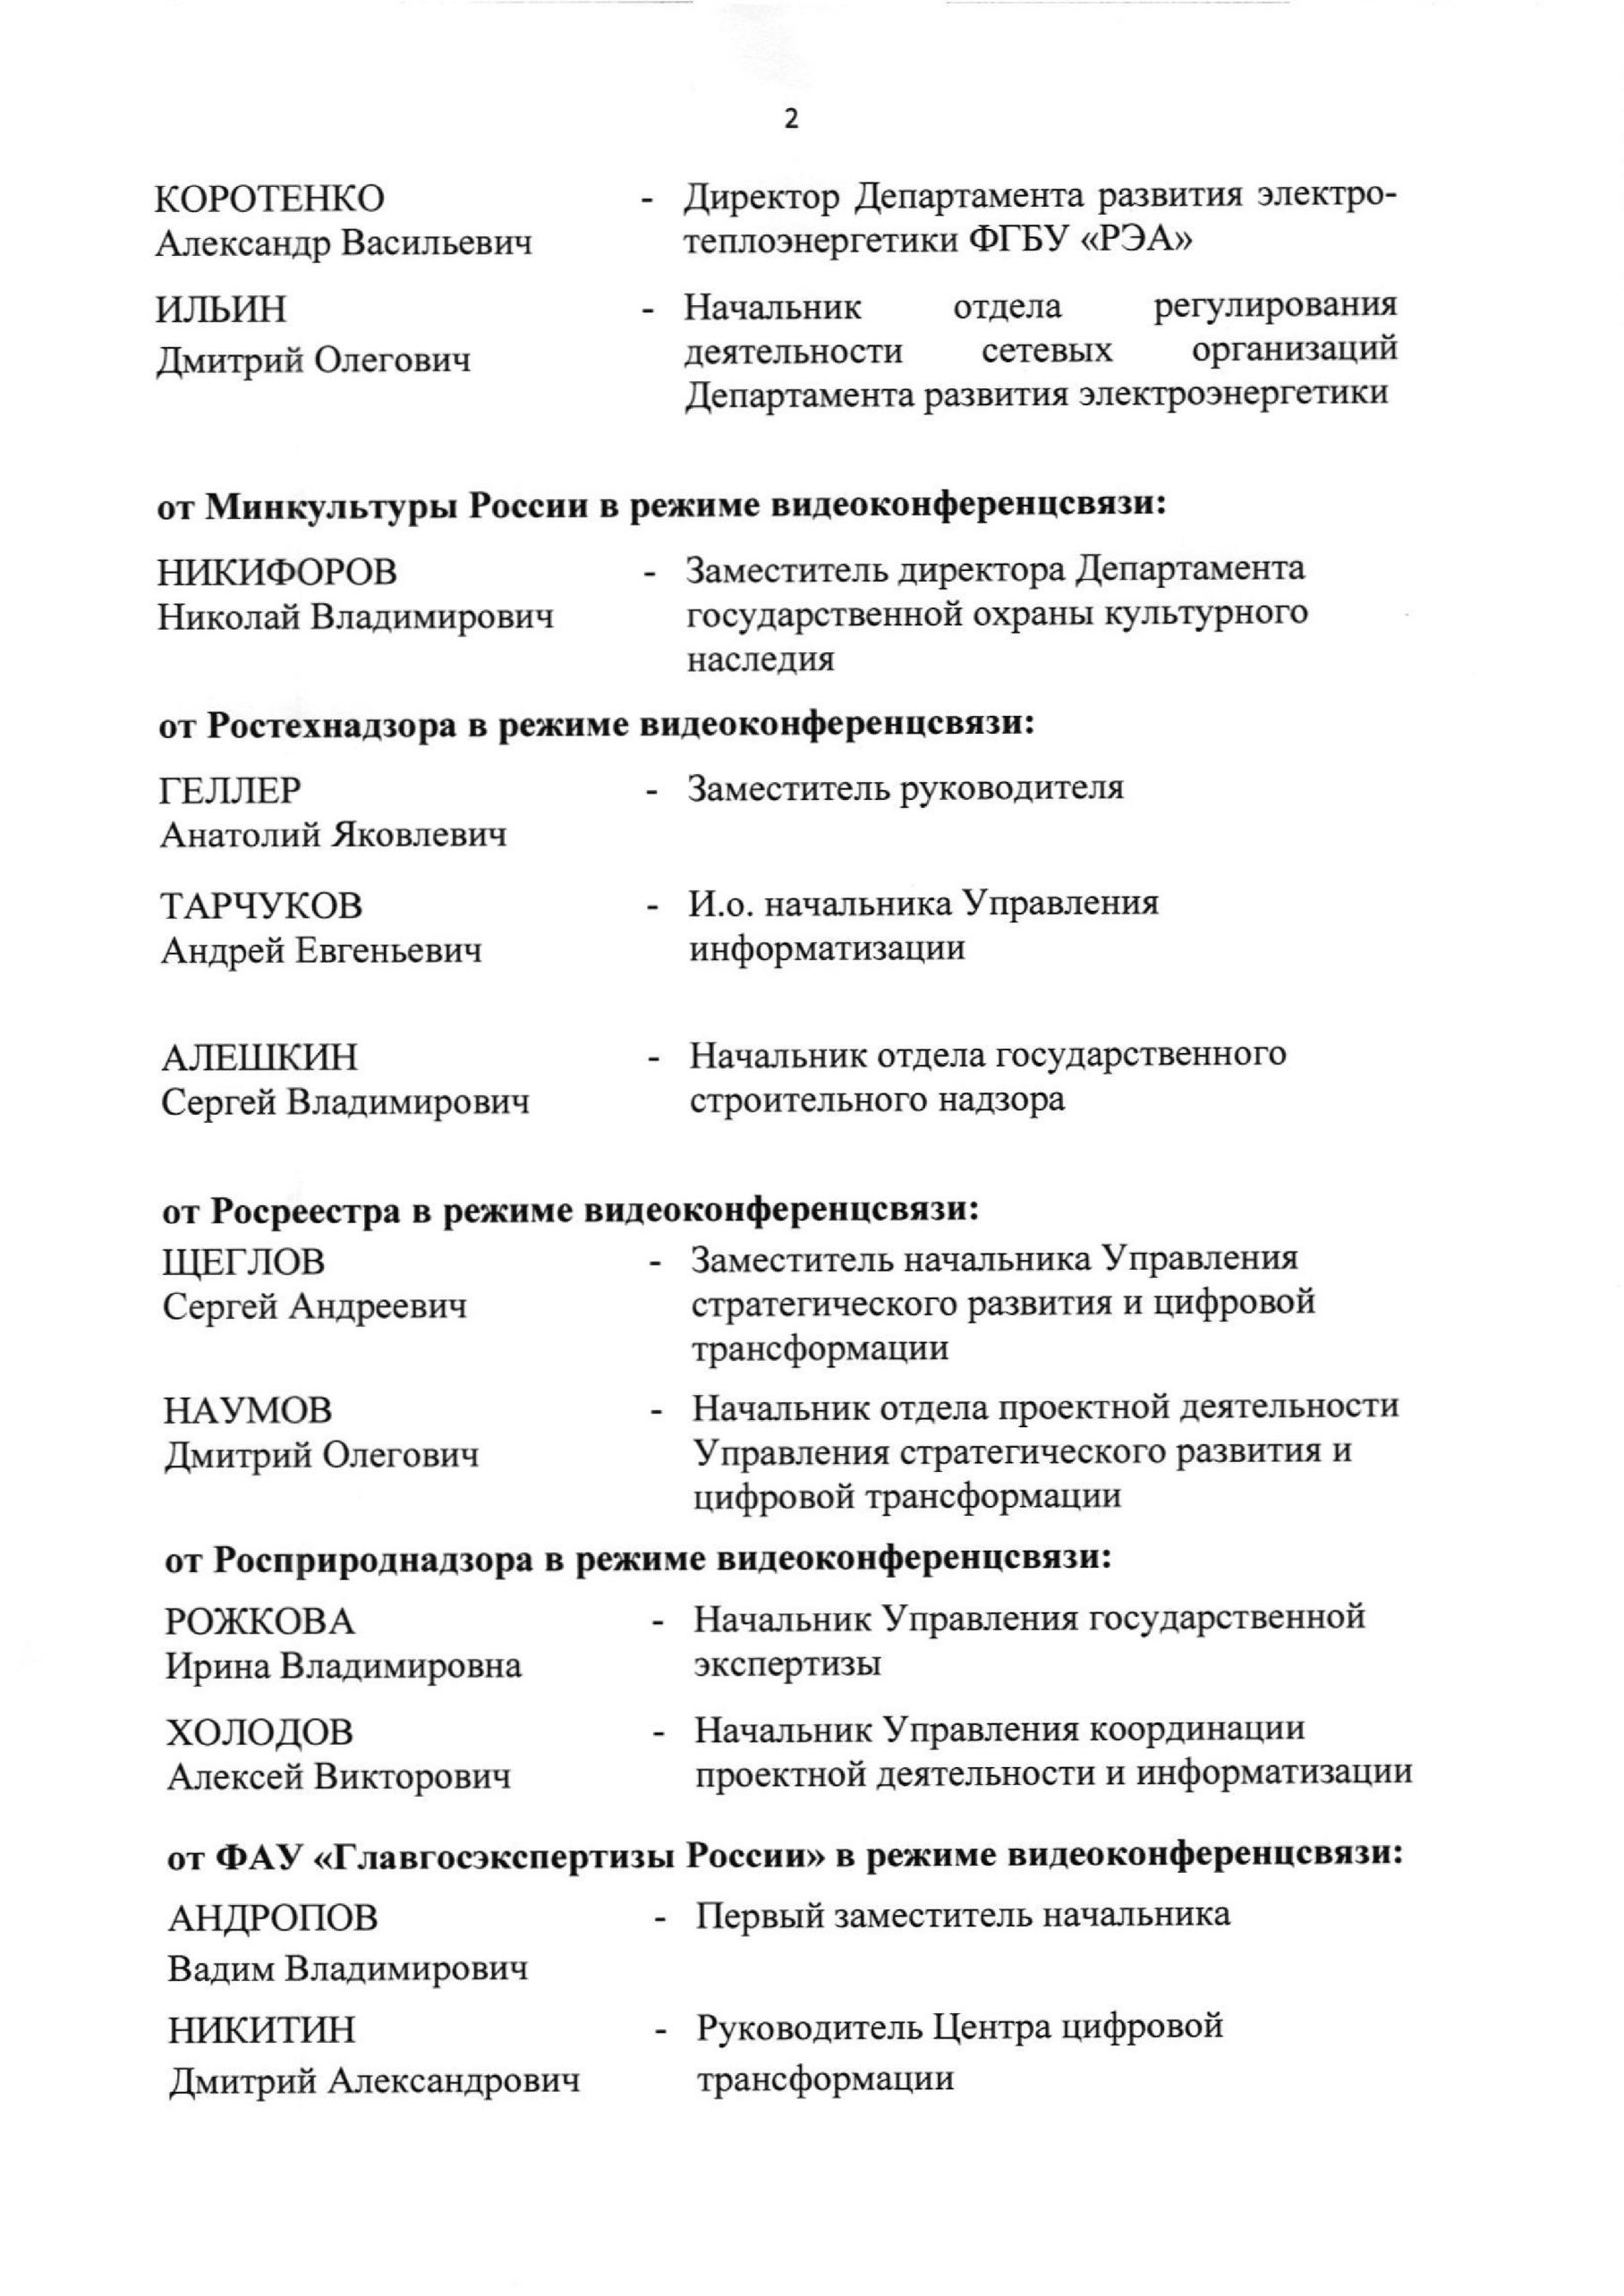 2
КОРОТЕНКО - Директор Департамента развития электро-
Александр Васильевич теплоэнергетики ФГБУ «РЭА»
ИЛЬИН - Начальник отдела регулирования
Дмитрий Олегович деятельности сетевых организаций
Департамента развития электроэнергетики
от Минкультуры России в режиме видеоконференцсвязи:
НИКИФОРОВ - Заместитель директора Департамента
Николай Владимирович государственной охраны культурного
наследия
от Ростехнадзора в режиме видеоконференцсвязи:
ГЕЛЛЕР - Заместитель руководителя
Анатолий Яковлевич
ТАРЧУКОВ - И.о. начальника Управления
Андрей Евгеньевич информатизации
АЛЕШКИН - Начальник отдела государственного
Сергей Владимирович строительного надзора
от Росреестра в режиме видеоконференцсвязи:
ЩЕГЛОВ - Заместитель начальника Управления
Сергей Андреевич стратегического развития и цифровой
трансформации
НАУМОВ - Начальник отдела проектной деятельности
Дмитрий Олегович Управления стратегического развития и
цифровой трансформации
от Росприроднадзора в режиме видеоконференцсвязи:
РОЖКОВА - Начальник Управления государственной
Ирина Владимировна экспертизы
ХОЛОДОВ - Начальник Управления координации
Алексей Викторович проектной деятельности и информатизации
от ФАУ «Главгосэкспертизы России» в режиме видеоконференцсвязи:
АНДРОПОВ - Первый заместитель начальника
Вадим Владимирович
НИКИТИН - Руководитель Центра цифровой
Дмитрий Александрович трансформации